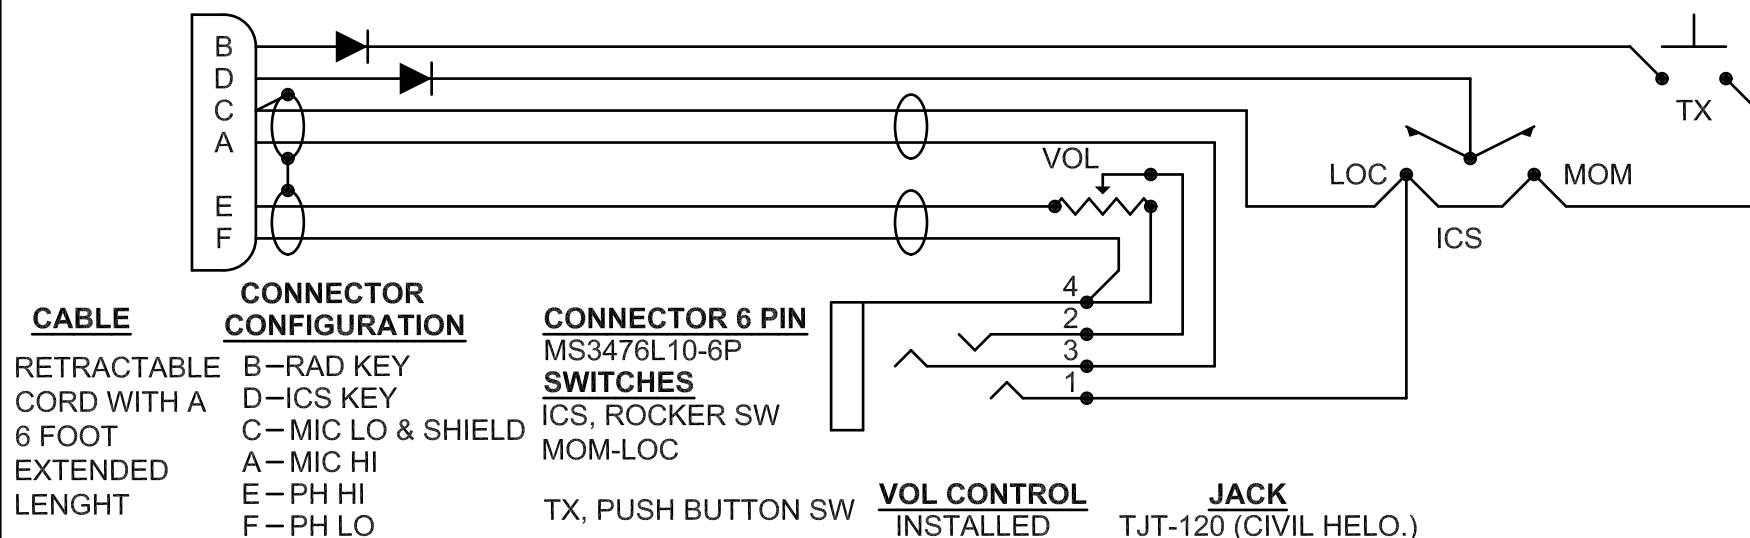 B
D
C
A
E
F
TX
VOL
LOC
MOM
ICS
4
2
3
1
CABLE
RETRACTABLE
CORD WITH A
6 FOOT
EXTENDED
LENGHT
CONNECTOR
CONFIGURATION
B–RAD KEY
D–ICS KEY
C–MIC LO & SHIELD
A–MIC HI
E–PH HI
F–PH LO
CONNECTOR 6 PIN
MS3476L10-6P
SWITCHES
ICS, ROCKER SW
MOM-LOC
TX, PUSH BUTTON SW
VOL CONTROL
INSTALLED
JACK
TJT-120 (CIVIL HELO.)